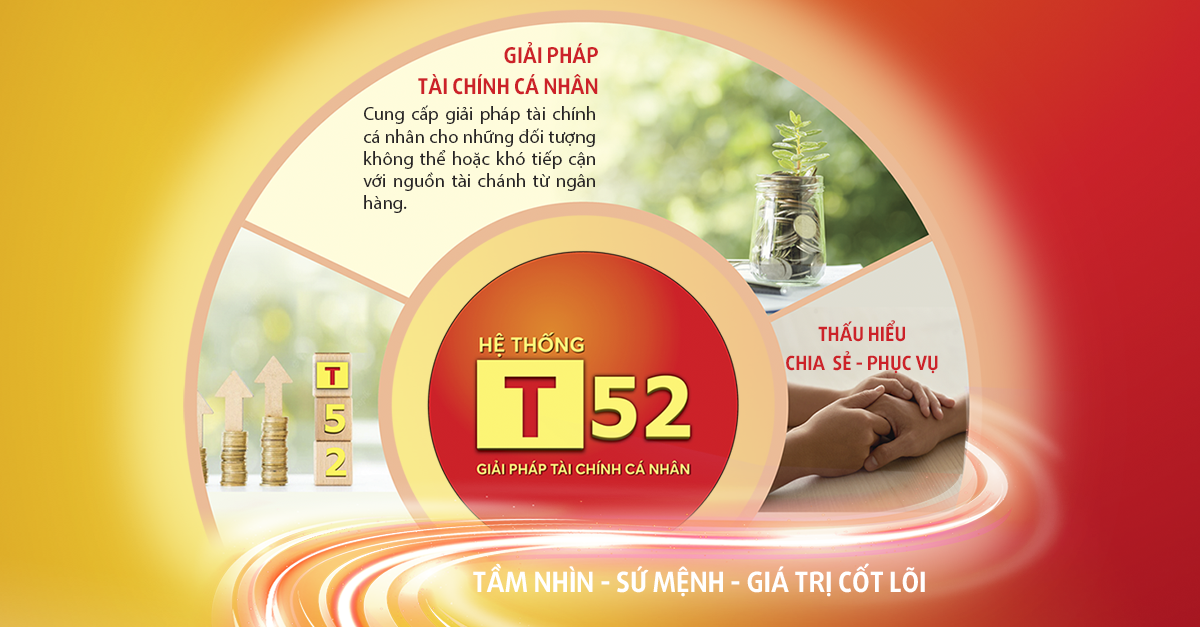 GIẢI PHÁP
TÀI CHÍNH CÁ NHÂN
Cung cấp giải pháp tài chính
cá nhân cho những dối tượng
không thể hoặc khó tiếp cận
với nguồn tài chánh từ ngân
hàng.
THẤU HIỂU
CHIA SẺ - PHỤC VỤ
T
5
2
HỆ THỐNG
T52
GIẢI PHÁP TÀI CHÍNH CÁ NHÂN
TẦM NHÌN - SỨ MỆNH - GIÁ TRỊ CỐT LÕI